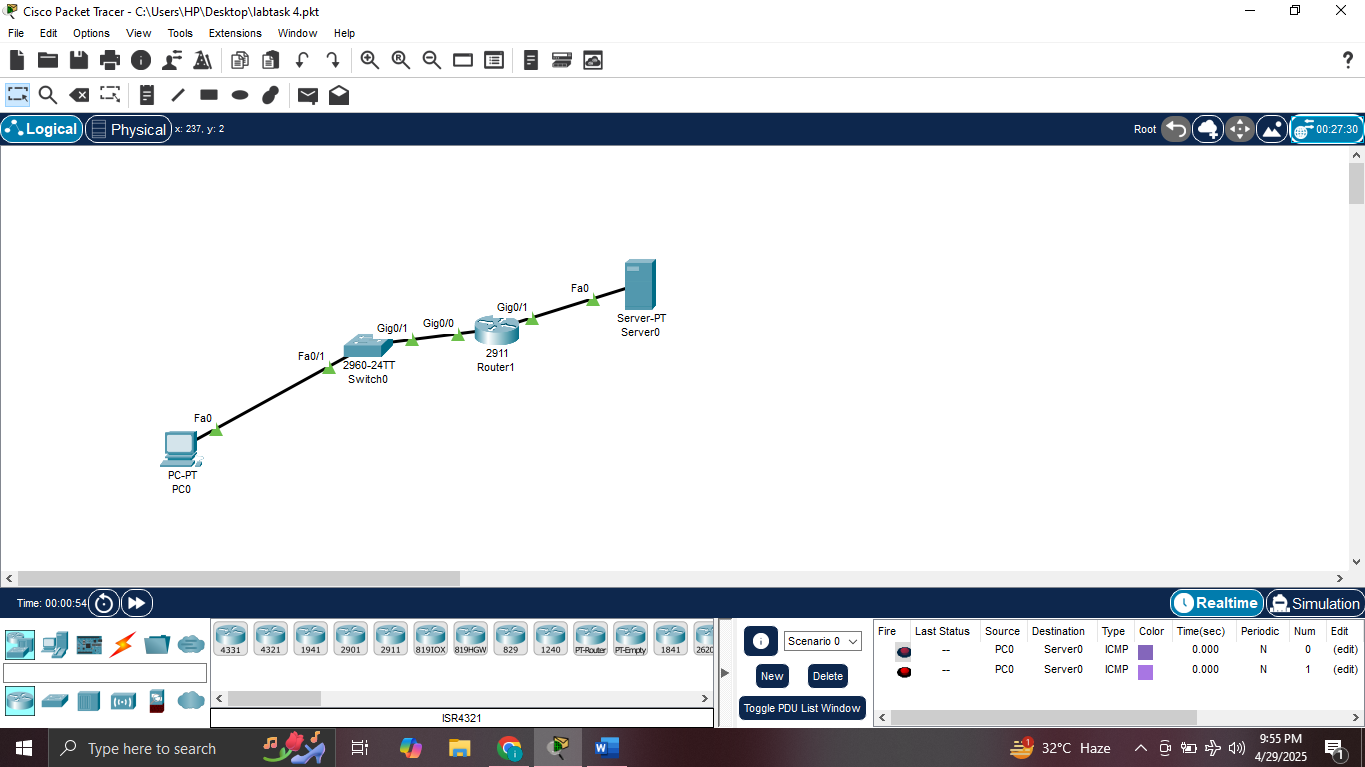 Cisco Packet Tracer - C:\Users\HP\Desktop\labtask 4.pkt
File Edit Options View Tools Extensions Window Help
Logical Physical x: 237, y: 2 Root 00:27:30
Fa0
Server-PT
Server0
Gig0/1
Gig0/0
2911
Router1
Gig0/1
Fa0/1
2960-24TT
Switch0
Fa0
PC-PT
PC0
Time: 00:00:54 Realtime Simulation
4331 4321 1941 2901 2911 819IOX 819HGW 829 1240 PT-Router PT-Empty 1841 2620
ISR4321
Scenario 0
New Delete
Toggle PDU List Window
Fire Last Status Source Destination Type Color Time(sec) Periodic Num Edit
-- PC0 Server0 ICMP 0.000 N 0 (edit)
-- PC0 Server0 ICMP 0.000 N 1 (edit)
Type here to search 32°C Haze 9:55 PM
4/29/2025